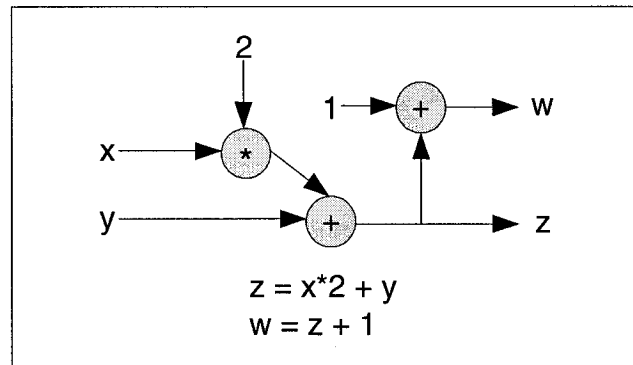 2
1
+
w
x
*
y
+
z
z = x*2 + y
w = z + 1